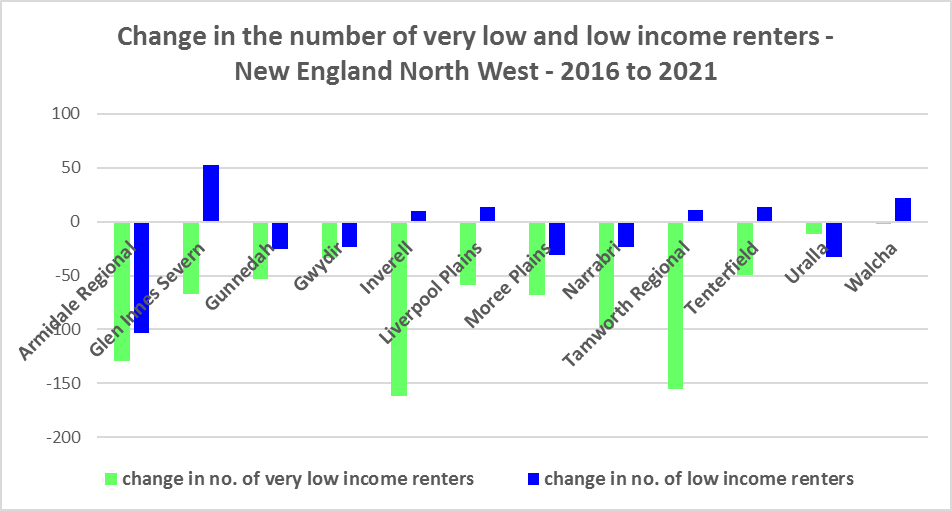 Change in the number of very low and low income renters -
New England North West - 2016 to 2021
100
50
0
-50
-100
-150
-200
Armidale Regional
Glen Innes Severn
Gunnedah
Gwydir
Inverell
Liverpool Plains
Moree Plains
Narrabri
Tamworth Regional
Tenterfield
Uralla
Walcha
change in no. of very low income renters
change in no. of low income renters